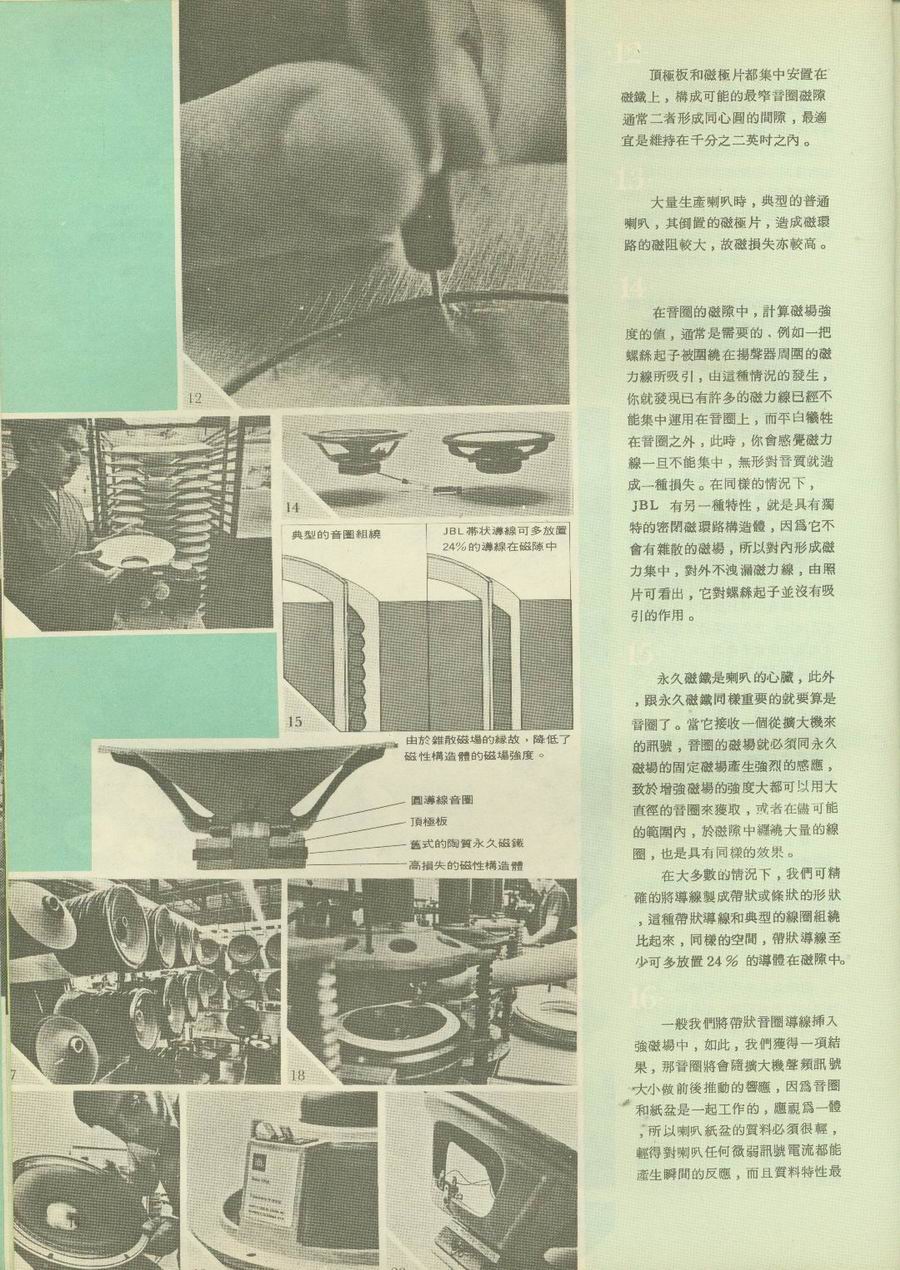 12
頂極板和磁極片都集中安置在
磁鐵上，構成可能的最窄音圈磁隙
通常二者形成同心圓的間隙，最適
宜是維持在千分之二英吋之內。
13
大量生產喇叭時，典型的普通
喇叭，其倒置的磁極片，造成磁環
路的磁阻較大，故磁損失亦較高。
14
在音圈的磁隙中，計算磁場強
度的值，通常是需要的、例如一把
螺絲起子被圍繞在揚聲器周圍的磁
力線所吸引，由這種情況的發生，
你就發現已有許多的磁力線已經不
能集中運用在音圈上，而平白犧牲
在音圈之外，此時，你會感覺磁力
線一旦不能集中，無形對音質就造
成一種損失。在同樣的情況下，
JBL 有另一種特性，就是具有獨
特的密閉磁環路構造體，因爲它不
會有雜散的磁場，所以對內形成磁
力集中，對外不洩漏磁力線，由照
片可看出，它對螺絲起子並沒有吸
引的作用。
15
永久磁鐵是喇叭的心臟，此外
，跟永久磁鐵同樣重要的就要算是
音圈了。當它接收一個從擴大機來
的訊號，音圈的磁場就必須同永久
磁場的固定磁場產生強烈的感應，
致於增強磁場的強度大都可以用大
直徑的音圈來獲取，或者在儘可能
的範圍內，於磁隙中纏繞大量的線
圈，也是具有同樣的效果。
在大多數的情況下，我們可精
確的將導線製成帶狀或條狀的形狀
，這種帶狀導線和典型的線圈組繞
比起來，同樣的空間，帶狀導線至
少可多放置24％ 的導體在磁隙中。
16
一般我們將帶狀音圈導線挿入
強磁場中，如此，我們獲得一項結
果，那音圈將會隨擴大機聲頻訊號
大小做前後推動的響應，因爲音圈
和紙盆是一起工作的，應視爲一體
，所以喇叭紙盆的質料必須很輕，
輕得對喇叭任何微弱訊號電流都能
產生瞬間的反應，而且質料特性最
12
14
典型的音圈組繞
JBL帶狀導線可多放置
24％的導線在磁隙中
15
由於雜散磁場的緣故，降低了
磁性構造體的磁場強度。
圓導線音圈
頂極板
舊式的陶質永久磁鐵
高損失的磁性構造體
7
18